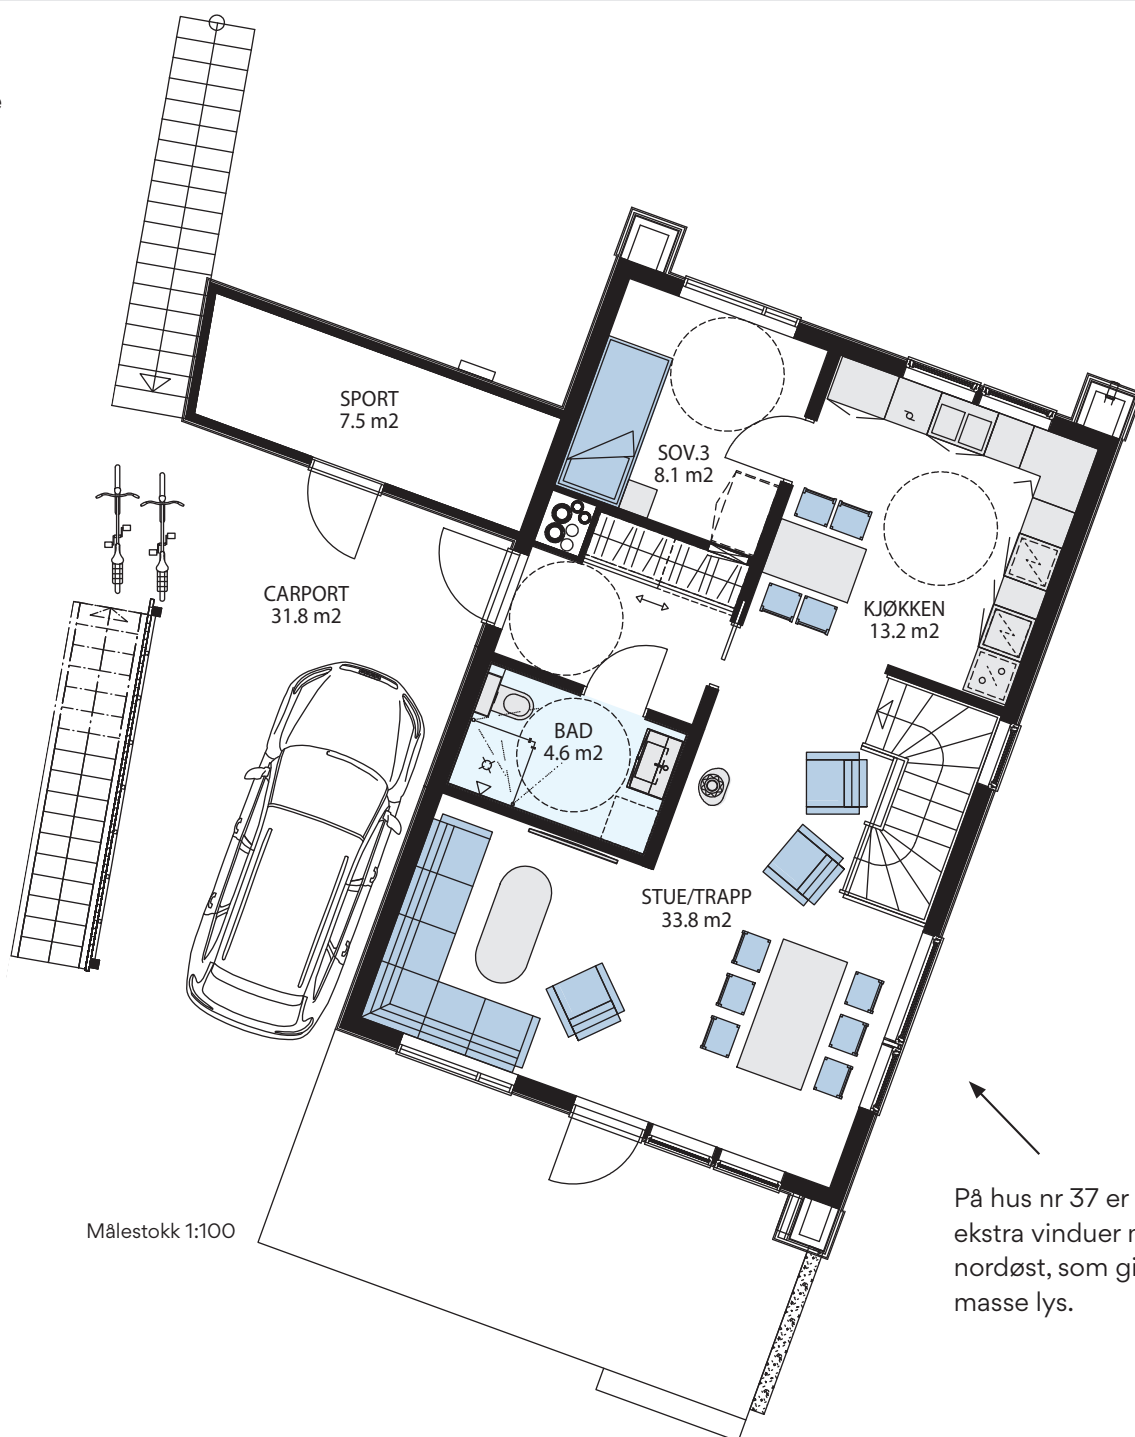 SPORT
7.5 m2
SOV.3
8.1 m2
CARPORT
31.8 m2
KJØKKEN
13.2 m2
BAD
4.6 m2
STUE/TRAPP
33.8 m2
Målestokk 1:100
På hus nr 37 er
ekstra vinduer
nordøst, som
masse lys.